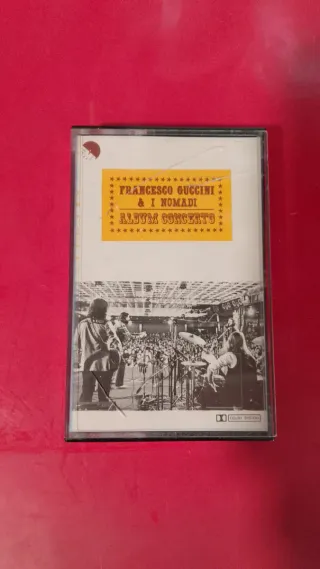 FRANCESCO GUCCINI
& I NOMADI
ALBUM CONCERTO